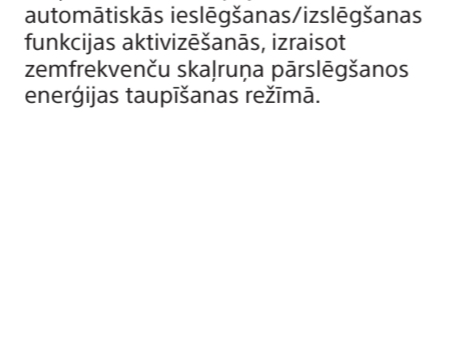 automātiskās ieslēgšanas/izslēgšanas
funkcijas aktivizēšanās, izraisot
zemfrekvenču skaļruņa pārslēgšanos
enerģijas taupīšanas režīmā.